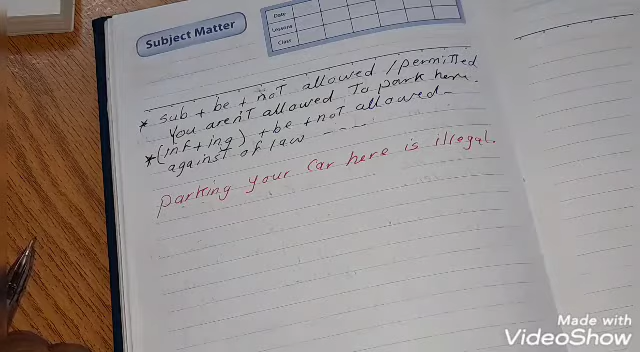 Subject Matter
Date
Lessons
Class
* Sub + be + not allowed / permitted
You aren't allowed To park here.
* (inf + ing) + be + not allowed -
against of law ----
parking your car here is illegal.
Made with
VideoShow